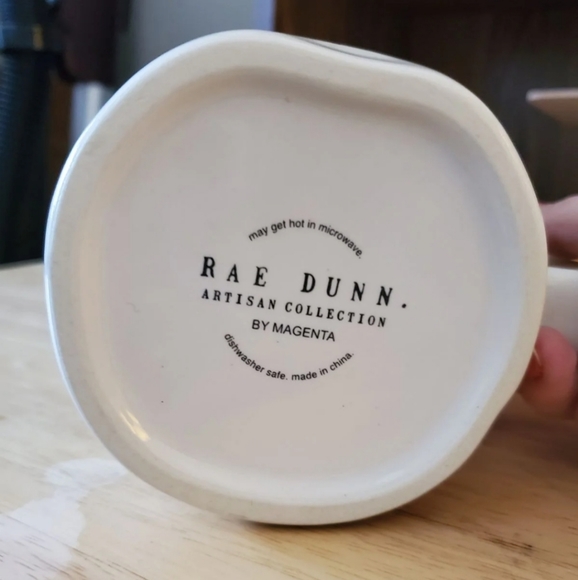 may get hot in microwave.
RAE DUNN.
ARTISAN COLLECTION
BY MAGENTA
dishwasher safe. made in china.